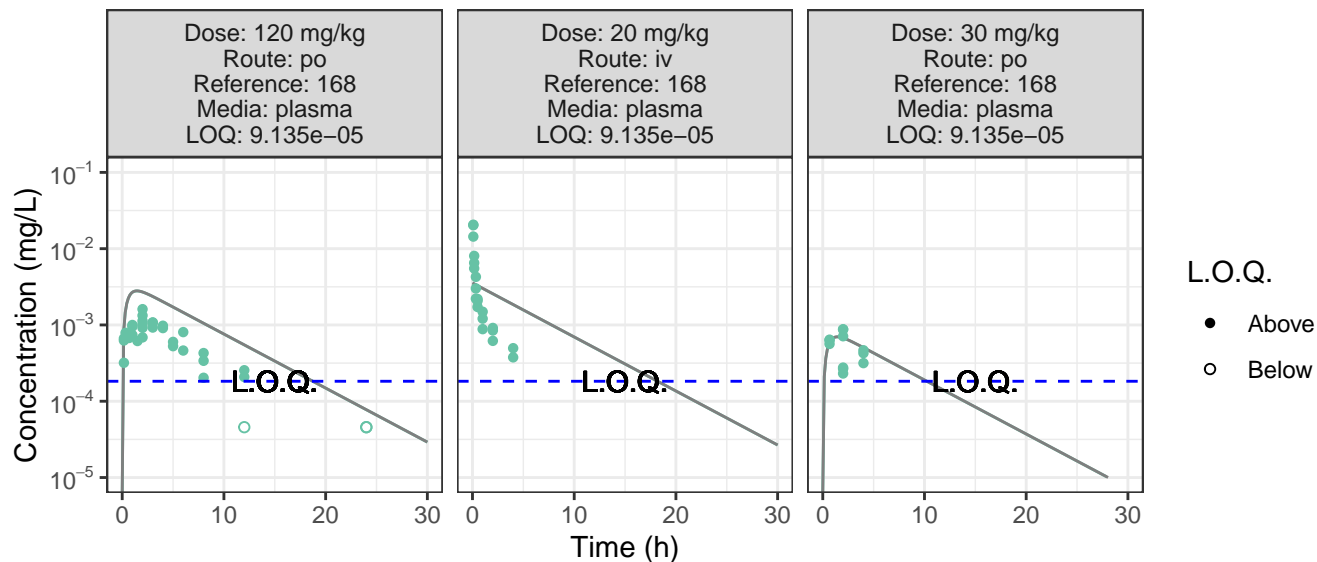 Dose: 120 mg/kg
Route: po
Reference: 168
Media: plasma
LOQ: 9.135e−05
Dose: 20 mg/kg
Route: iv
Reference: 168
Media: plasma
LOQ: 9.135e−05
Dose: 30 mg/kg
Route: po
Reference: 168
Media: plasma
LOQ: 9.135e−05
Concentration (mg/L)
10⁻¹
10⁻²
10⁻³
10⁻⁴
10⁻⁵
L.O.Q.
L.O.Q.
L.O.Q.
0 10 20 30
0 10 20 30
0 10 20 30
Time (h)
L.O.Q.
Above
Below